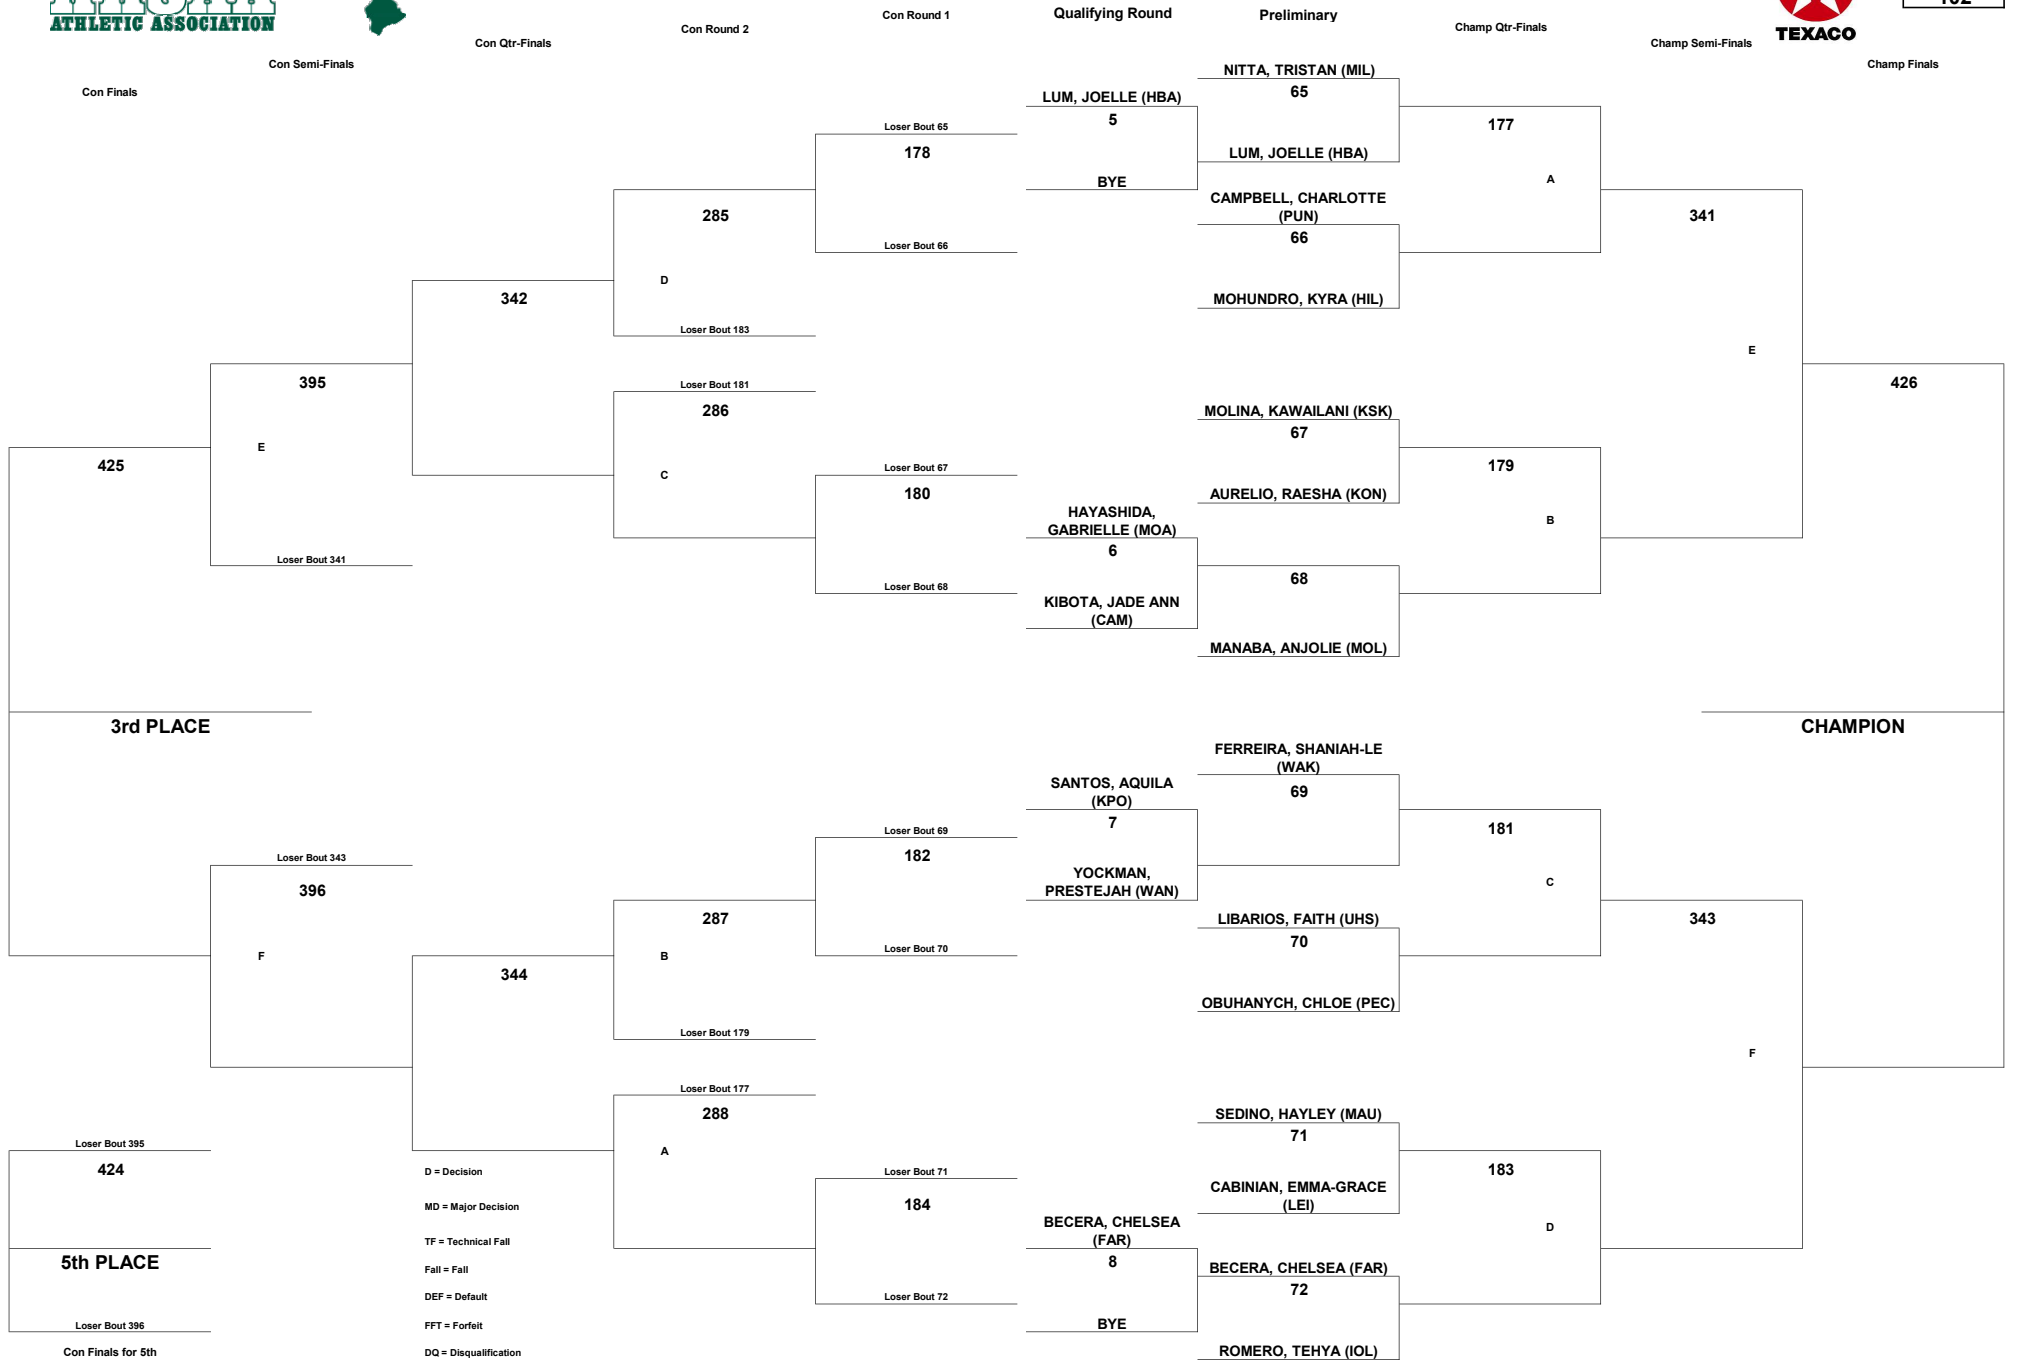 ATHLETIC ASSOCIATION
TEXACO
Con Finals
Con Semi-Finals
Con Qtr-Finals
Con Round 2
Con Round 1
Qualifying Round
Preliminary
Champ Qtr-Finals
Champ Semi-Finals
Champ Finals
NITTA, TRISTAN (MIL)
65
LUM, JOELLE (HBA)
5
BYE
LUM, JOELLE (HBA)
CAMPBELL, CHARLOTTE
(PUN)
66
MOHUNDRO, KYRA (HIL)
177
A
341
Loser Bout 65
178
Loser Bout 66
285
D
Loser Bout 183
342
Loser Bout 181
286
C
395
E
Loser Bout 341
425
MOLINA, KAWAILANI (KSK)
67
AURELIO, RAESHA (KON)
179
B
E
426
Loser Bout 67
180
Loser Bout 68
HAYASHIDA,
GABRIELLE (MOA)
6
KIBOTA, JADE ANN
(CAM)
68
MANABA, ANJOLIE (MOL)
3rd PLACE
CHAMPION
FERREIRA, SHANIAH-LE
(WAK)
69
SANTOS, AQUILA
(KPO)
7
YOCKMAN,
PRESTEJAH (WAN)
181
C
343
Loser Bout 69
182
Loser Bout 70
LIBARIOS, FAITH (UHS)
70
OBUHANYCH, CHLOE (PEC)
Loser Bout 343
396
F
287
B
Loser Bout 179
344
Loser Bout 177
288
A
F
SEDINO, HAYLEY (MAU)
71
CABINIAN, EMMA-GRACE
(LEI)
183
D
Loser Bout 71
184
Loser Bout 72
BECERA, CHELSEA
(FAR)
8
BYE
BECERA, CHELSEA (FAR)
72
ROMERO, TEHYA (IOL)
Loser Bout 395
424
5th PLACE
Loser Bout 396
Con Finals for 5th
D = Decision
MD = Major Decision
TF = Technical Fall
Fall = Fall
DEF = Default
FFT = Forfeit
DQ = Disqualification